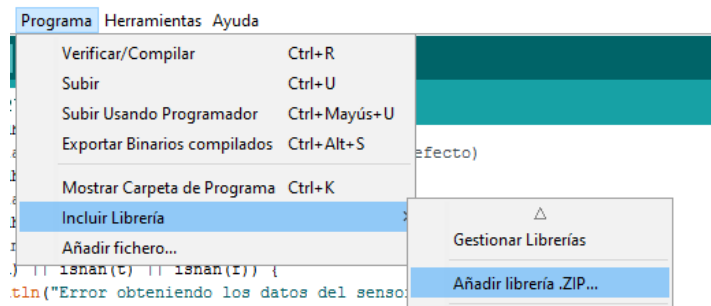 Programa Herramientas Ayuda
Verificar/Compilar Ctrl+R
Subir Ctrl+U
Subir Usando Programador Ctrl+Mayús+U
Exportar Binarios compilados Ctrl+Alt+S
efecto)
Mostrar Carpeta de Programa Ctrl+K
Incluir Librería
Gestionar Librerías
Añadir fichero...
) || isnan(t) || isnan(f)) {
Añadir librería .ZIP...
tln("Error obteniendo los datos del senso